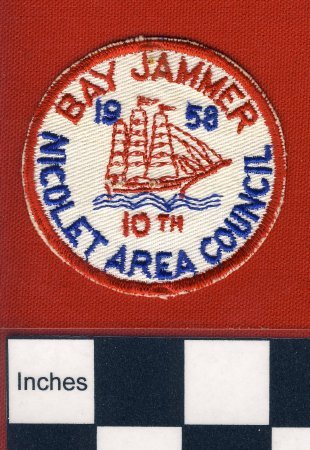 BAY JAMMER
19 58
10TH
NICOLET AREA COUNCIL
Inches